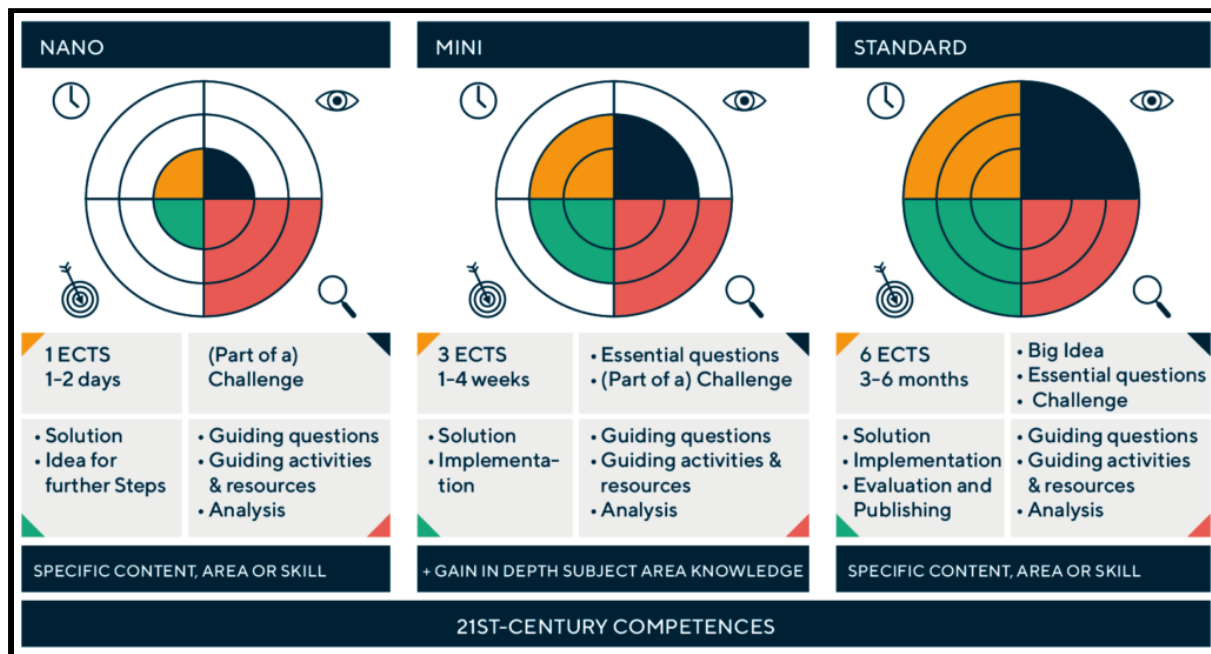 NANO
1 ECTS
1-2 days
(Part of a)
Challenge
• Solution
• Idea for
further Steps
• Guiding questions
• Guiding activities
& resources
• Analysis
SPECIFIC CONTENT, AREA OR SKILL
MINI
3 ECTS
1-4 weeks
• Essential questions
• (Part of a) Challenge
• Solution
• Implementa-
tion
• Guiding questions
• Guiding activities &
resources
• Analysis
+ GAIN IN DEPTH SUBJECT AREA KNOWLEDGE
STANDARD
6 ECTS
3-6 months
• Big Idea
• Essential questions
• Challenge
• Solution
• Implementation
• Evaluation and
Publishing
• Guiding questions
• Guiding activities
& resources
• Analysis
SPECIFIC CONTENT, AREA OR SKILL
21ST-CENTURY COMPETENCES